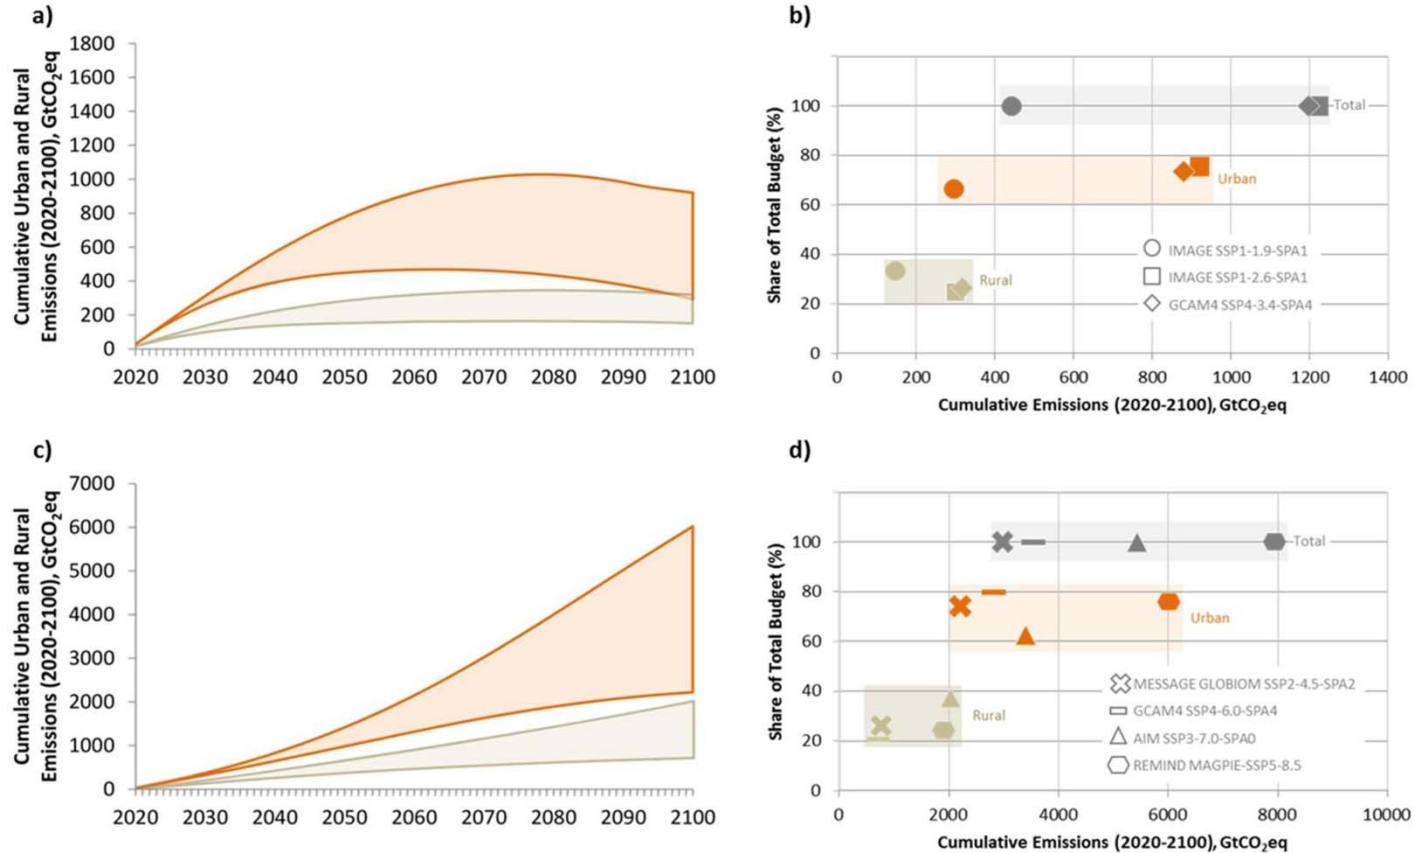 a)
Cumulative Urban and Rural
Emissions (2020-2100), GtCO₂eq
1800
1600
1400
1200
1000
800
600
400
200
0
2020 2030 2040 2050 2060 2070 2080 2090 2100
b)
Share of Total Budget (%)
100
80
60
40
20
0
Total
Urban
Rural
IMAGE SSP1-1.9-SPA1
IMAGE SSP1-2.6-SPA1
GCAM4 SSP4-3.4-SPA4
0 200 400 600 800 1000 1200 1400
Cumulative Emissions (2020-2100), GtCO₂eq
c)
Cumulative Urban and Rural
Emissions (2020-2100), GtCO₂eq
7000
6000
5000
4000
3000
2000
1000
0
2020 2030 2040 2050 2060 2070 2080 2090 2100
d)
Share of Total Budget (%)
100
80
60
40
20
0
Total
Urban
Rural
MESSAGE GLOBIOM SSP2-4.5-SPA2
GCAM4 SSP4-6.0-SPA4
AIM SSP3-7.0-SPA0
REMIND MAGPIE-SSP5-8.5
0 2000 4000 6000 8000 10000
Cumulative Emissions (2020-2100), GtCO₂eq